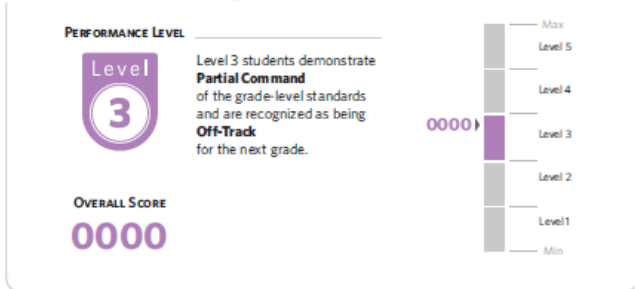 PERFORMANCE LEVEL
Level
3
Level 3 students demonstrate
Partial Command
of the grade-level standards
and are recognized as being
Off-Track
for the next grade.
OVERALL SCORE
0000
0000
Max
Level 5
Level 4
Level 3
Level 2
Level 1
Min